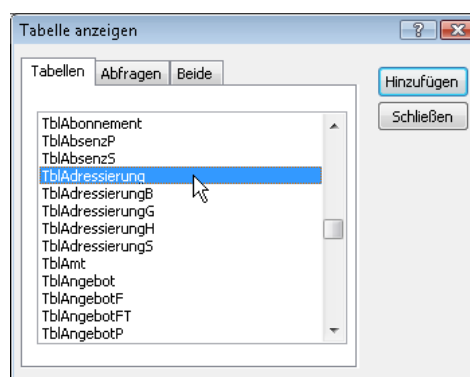 Tabelle anzeigen
Tabellen Abfragen Beide
Hinzufügen
Schließen
TblAbonnement
TblAbsenzP
TblAbsenzS
TblAdressierung
TblAdressierungB
TblAdressierungG
TblAdressierungH
TblAdressierungS
TblAmt
TblAngebot
TblAngebotF
TblAngebotFT
TblAngebotP